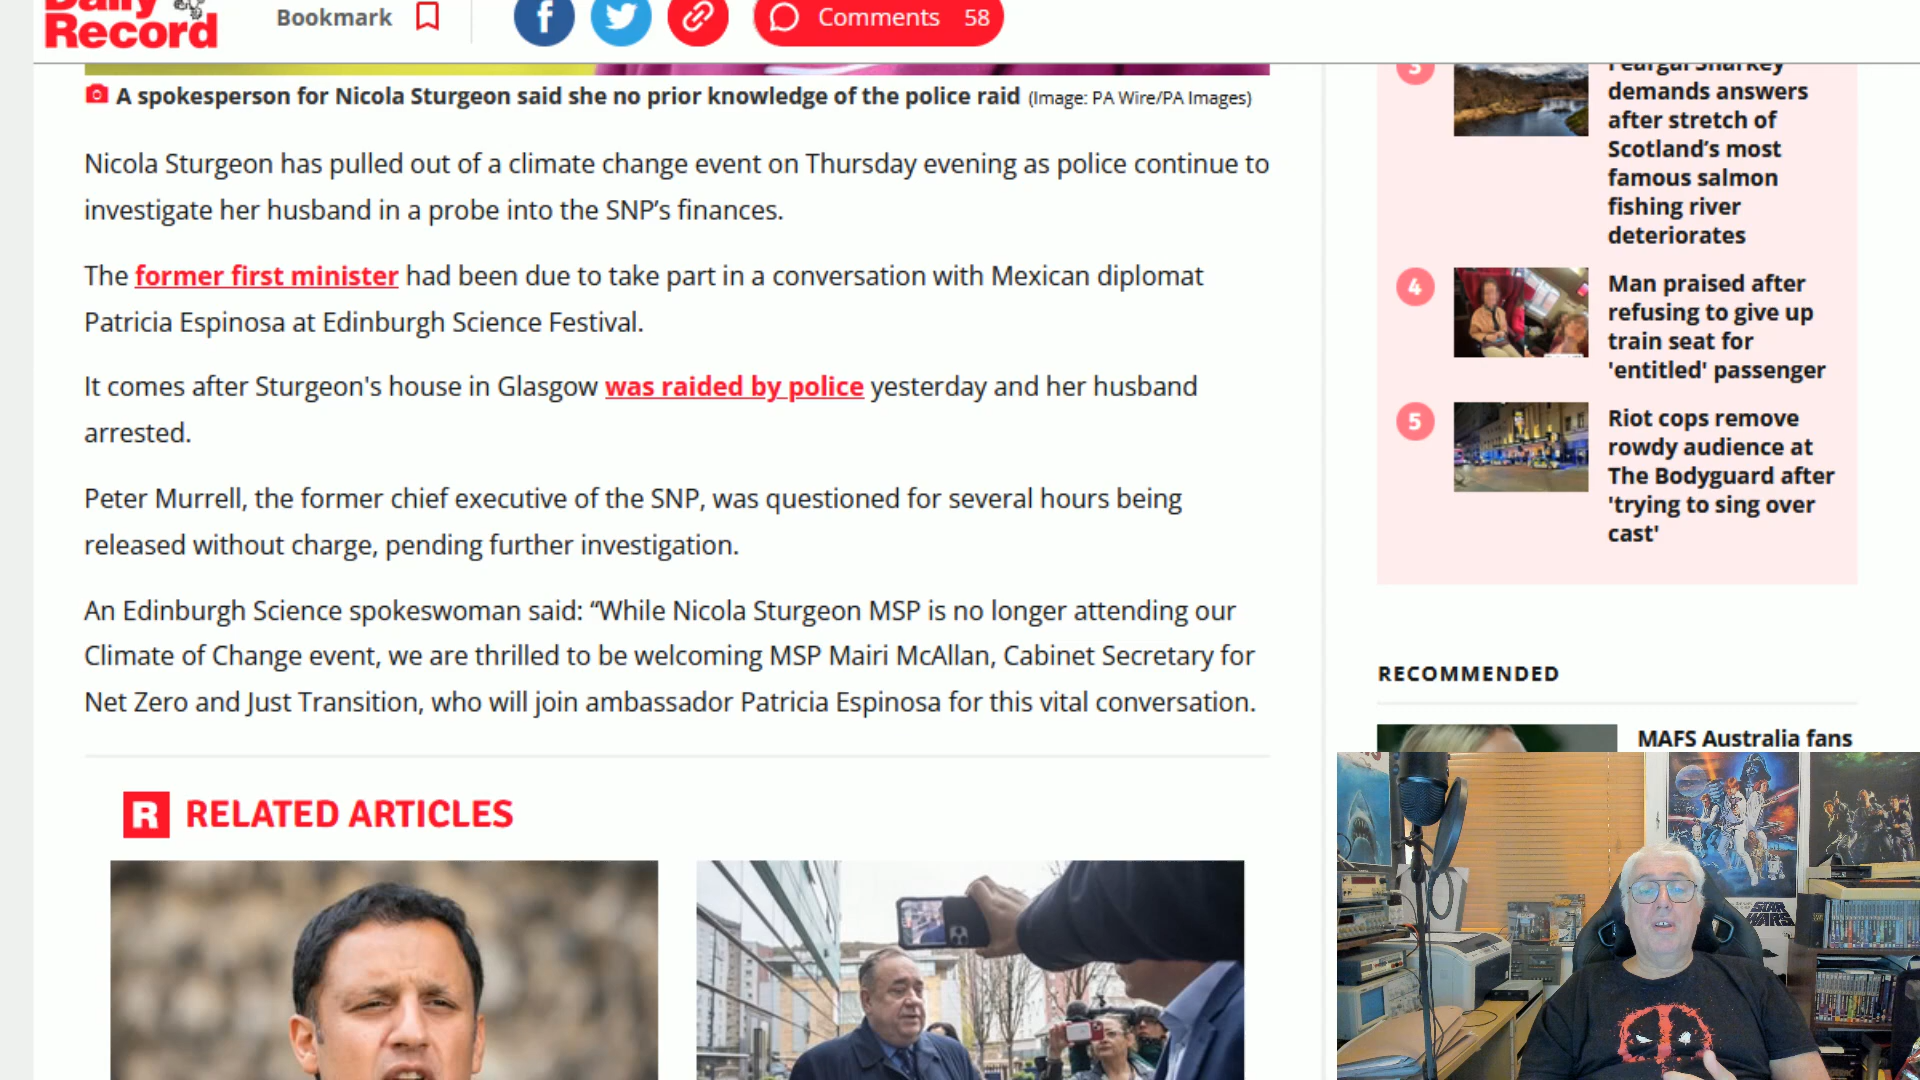 Daily
Record
Bookmark
f
Comments 58
A spokesperson for Nicola Sturgeon said she no prior knowledge of the police raid (Image: PA Wire/PA Images)
Nicola Sturgeon has pulled out of a climate change event on Thursday evening as police continue to
investigate her husband in a probe into the SNP’s finances.
The former first minister had been due to take part in a conversation with Mexican diplomat
Patricia Espinosa at Edinburgh Science Festival.
It comes after Sturgeon's house in Glasgow was raided by police yesterday and her husband
arrested.
Peter Murrell, the former chief executive of the SNP, was questioned for several hours being
released without charge, pending further investigation.
An Edinburgh Science spokeswoman said: “While Nicola Sturgeon MSP is no longer attending our
Climate of Change event, we are thrilled to be welcoming MSP Mairi McAllan, Cabinet Secretary for
Net Zero and Just Transition, who will join ambassador Patricia Espinosa for this vital conversation.
R RELATED ARTICLES
3
Feargal Sharkey
demands answers
after stretch of
Scotland’s most
famous salmon
fishing river
deteriorates
4
Man praised after
refusing to give up
train seat for
'entitled' passenger
5
Riot cops remove
rowdy audience at
The Bodyguard after
'trying to sing over
cast'
RECOMMENDED
MAFS Australia fans
STAR
WARS